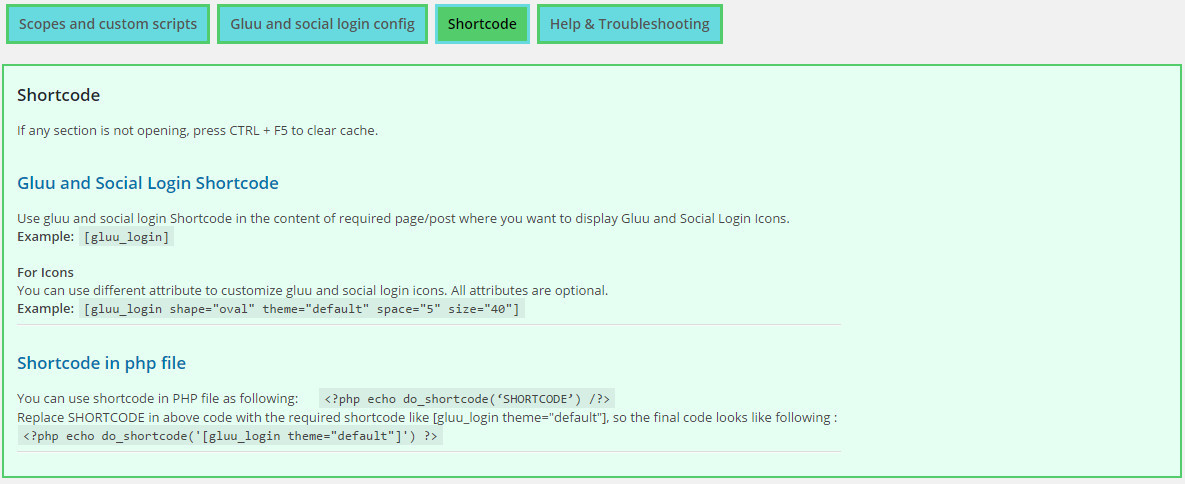 Scopes and custom scripts
Gluu and social login config
Shortcode
Help & Troubleshooting
Shortcode
If any section is not opening, press CTRL + F5 to clear cache.
Gluu and Social Login Shortcode
Use gluu and social login Shortcode in the content of required page/post where you want to display Gluu and Social Login Icons.
Example: [gluu_login]
For Icons
You can use different attribute to customize gluu and social login icons. All attributes are optional.
Example: [gluu_login shape="oval" theme="default" space="5" size="40"]
Shortcode in php file
You can use shortcode in PHP file as following: <?php echo do_shortcode(‘SHORTCODE’) /?>
Replace SHORTCODE in above code with the required shortcode like [gluu_login theme="default"], so the final code looks like following :
<?php echo do_shortcode('[gluu_login theme="default"]') ?>